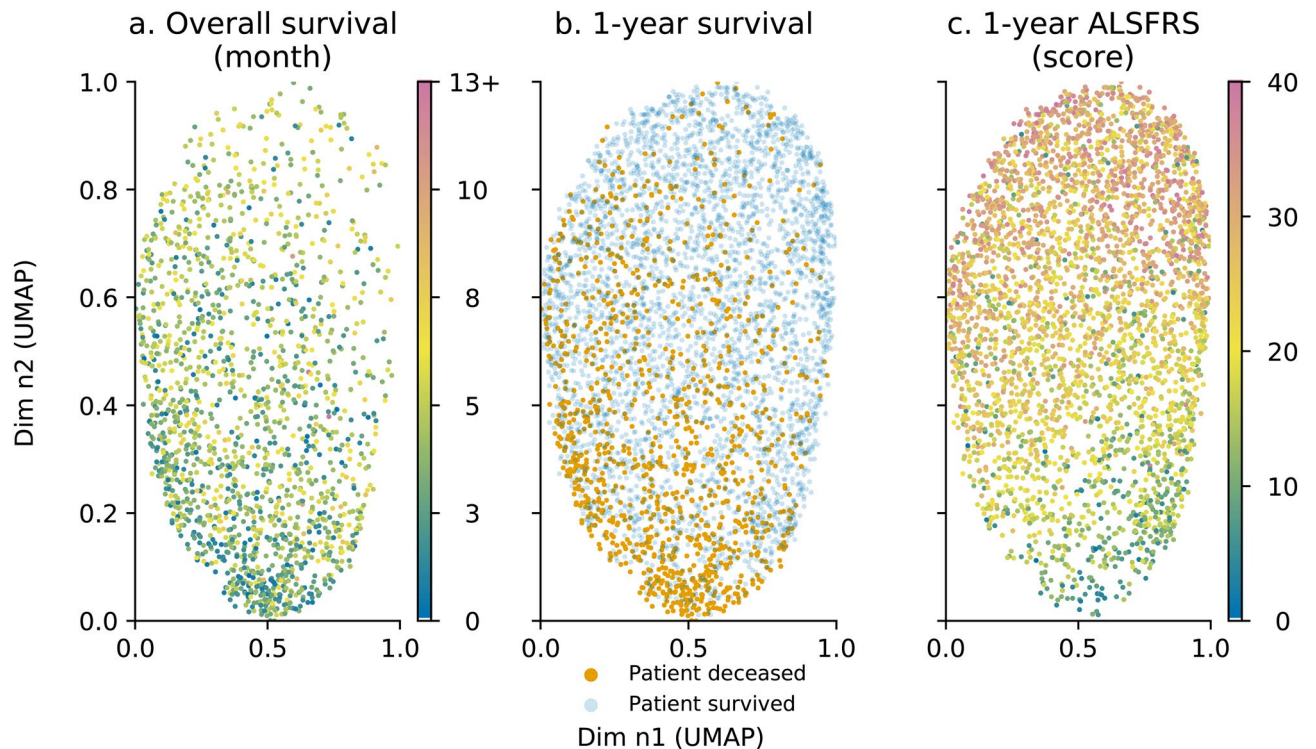 a. Overall survival
(month)
b. 1-year survival
c. 1-year ALSFRS
(score)
Dim n2 (UMAP)
1.0
0.8
0.6
0.4
0.2
0.0
0.0 0.5 1.0
13+
10
8
5
3
0
0.0 0.5 1.0
0.0 0.5 1.0
40
30
20
10
0
Patient deceased
Patient survived
Dim n1 (UMAP)